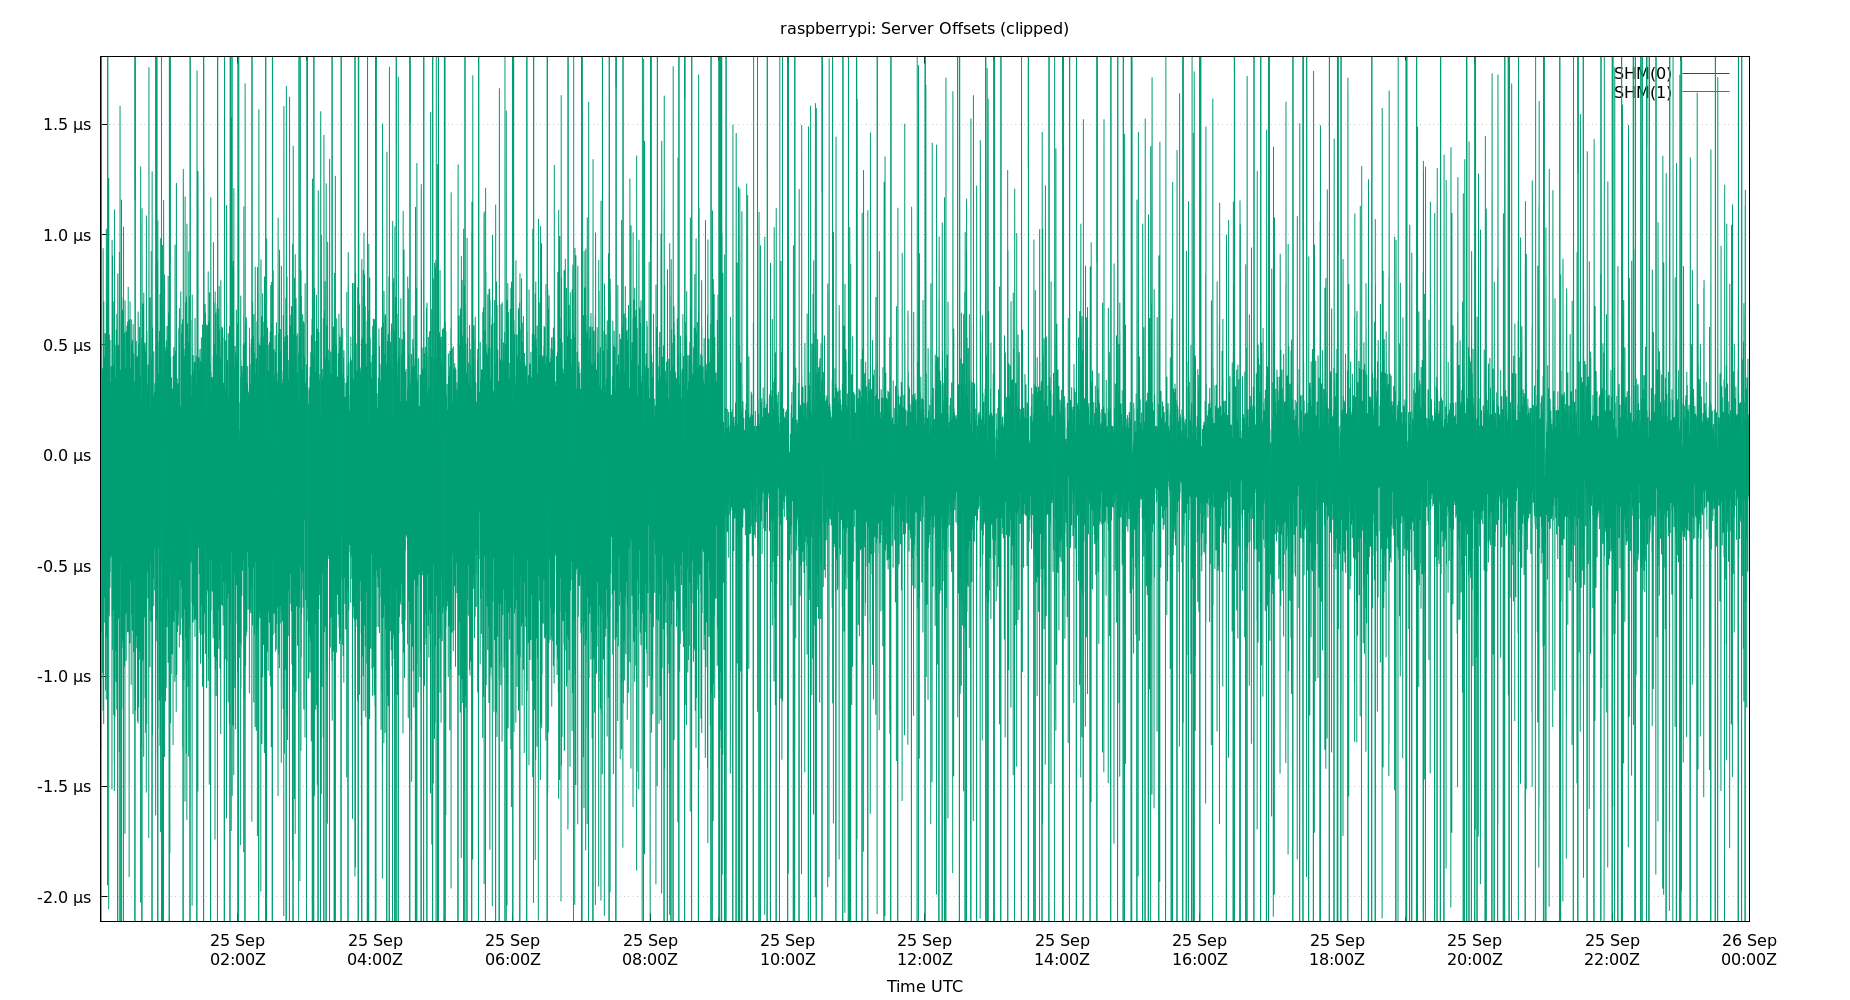 raspberrypi: Server Offsets (clipped)
SHM(0)
SHM(1)
1.5 µs
1.0 µs
0.5 µs
0.0 µs
-0.5 µs
-1.0 µs
-1.5 µs
-2.0 µs
25 Sep 25 Sep 25 Sep 25 Sep 25 Sep 25 Sep 25 Sep 25 Sep 25 Sep 25 Sep 25 Sep 26 Sep
02:00Z 04:00Z 06:00Z 08:00Z 10:00Z 12:00Z 14:00Z 16:00Z 18:00Z 20:00Z 22:00Z 00:00Z
Time UTC